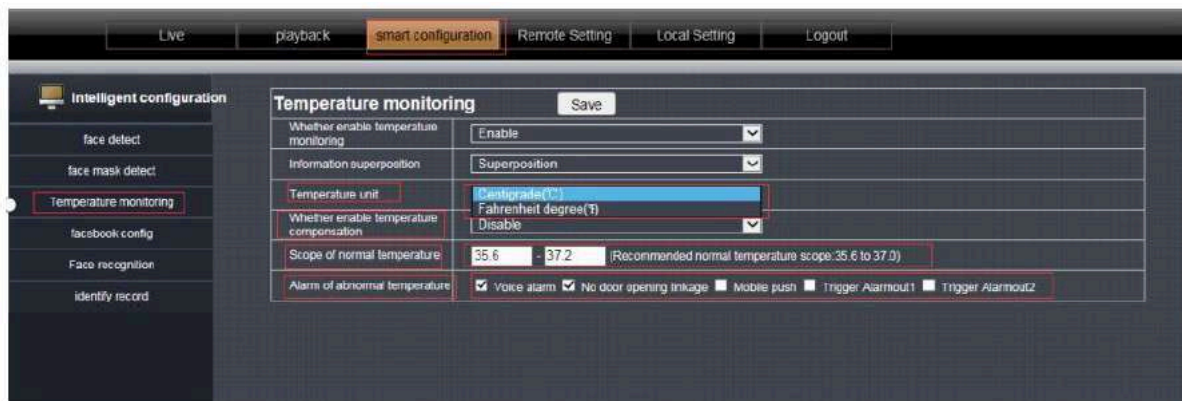 Live playback smart configuration Remote Setting Local Setting Logout
Intelligent configuration
face detect
face mask detect
Temperature monitoring
facebook config
Face recognition
identify record
Temperature monitoring Save
Whether enable temperature
monitoring
Enable
Information superposition Superposition
Temperature unit Centigrade(℃)
Fahrenheit degree(℉)
Whether enable temperature
compensation
Disable
Scope of normal temperature 35.6 - 37.2 (Recommended normal temperature scope:35.6 to 37.0)
Alarm of abnormal temperature Voice alarm No door opening linkage Mobile push Trigger Alarmout1 Trigger Alarmout2